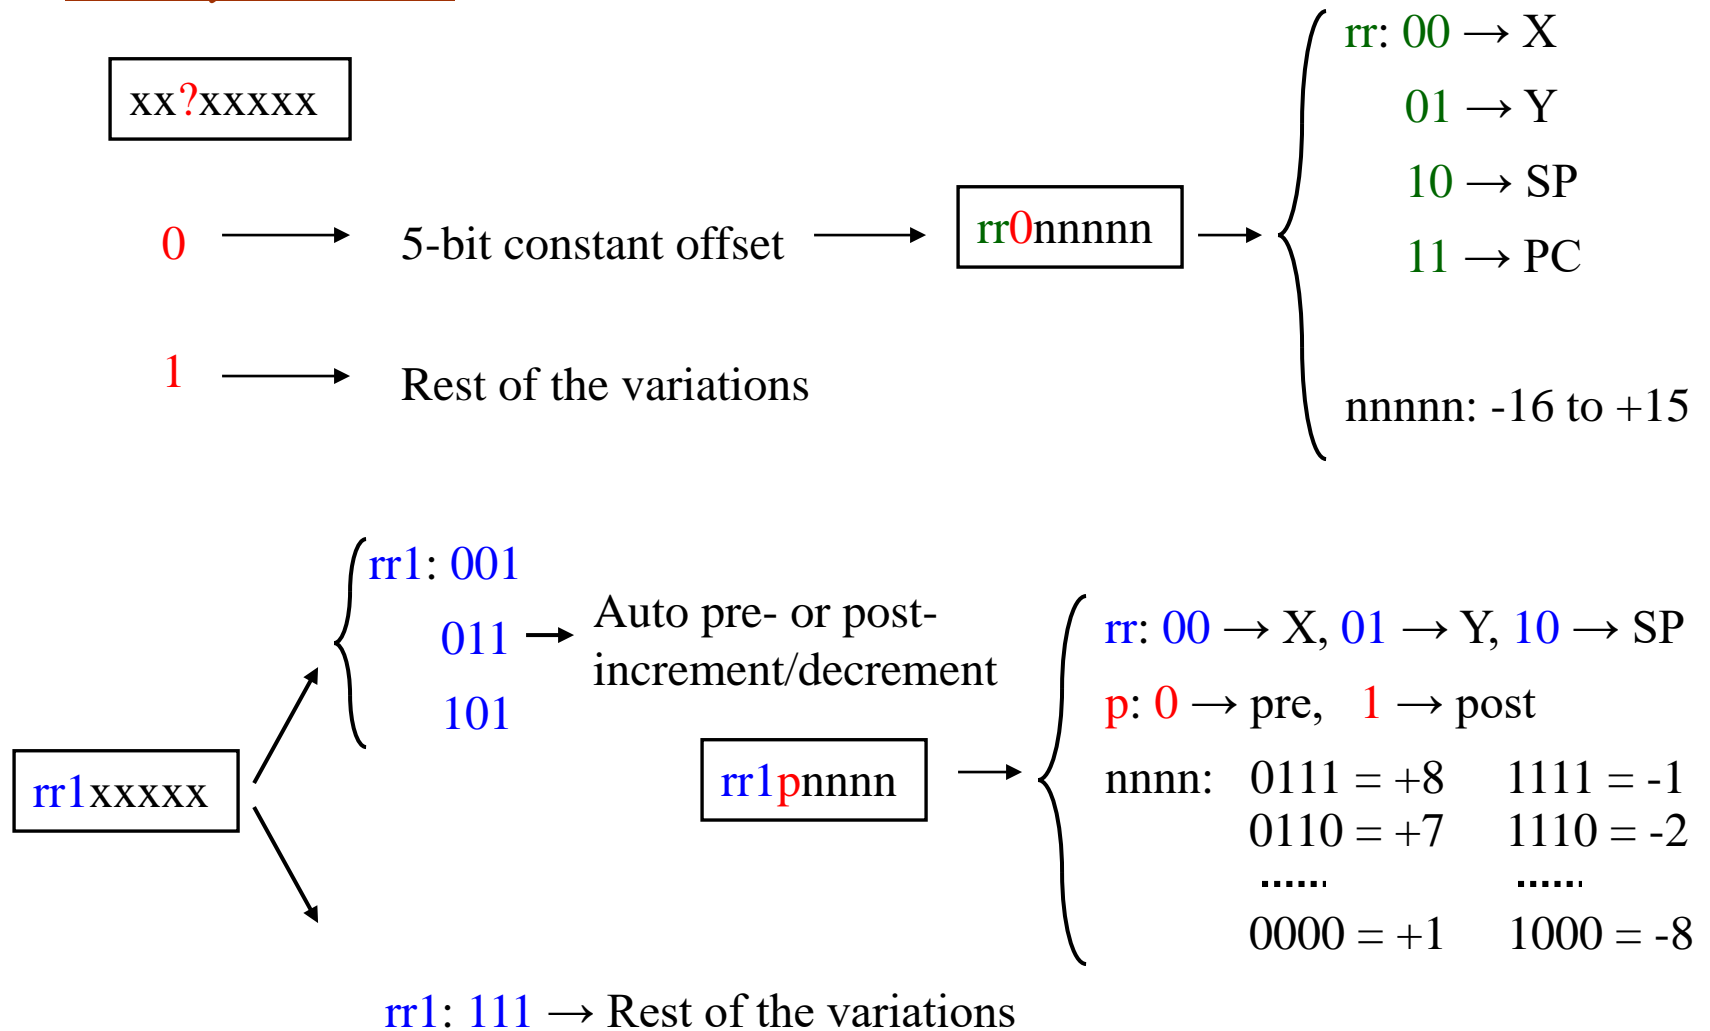 xx?xxxxx
0 → 5-bit constant offset → rr0nnnnn →
rr: 00 → X
01 → Y
10 → SP
11 → PC
nnnnn: -16 to +15
1 → Rest of the variations
rr1xxxxx
rr1: 001
011 → Auto pre- or post-
increment/decrement
101
rr1pnnnn
rr: 00 → X, 01 → Y, 10 → SP
p: 0 → pre, 1 → post
nnnn: 0111 = +8 1111 = -1
0110 = +7 1110 = -2
...... ......
0000 = +1 1000 = -8
rr1: 111 → Rest of the variations